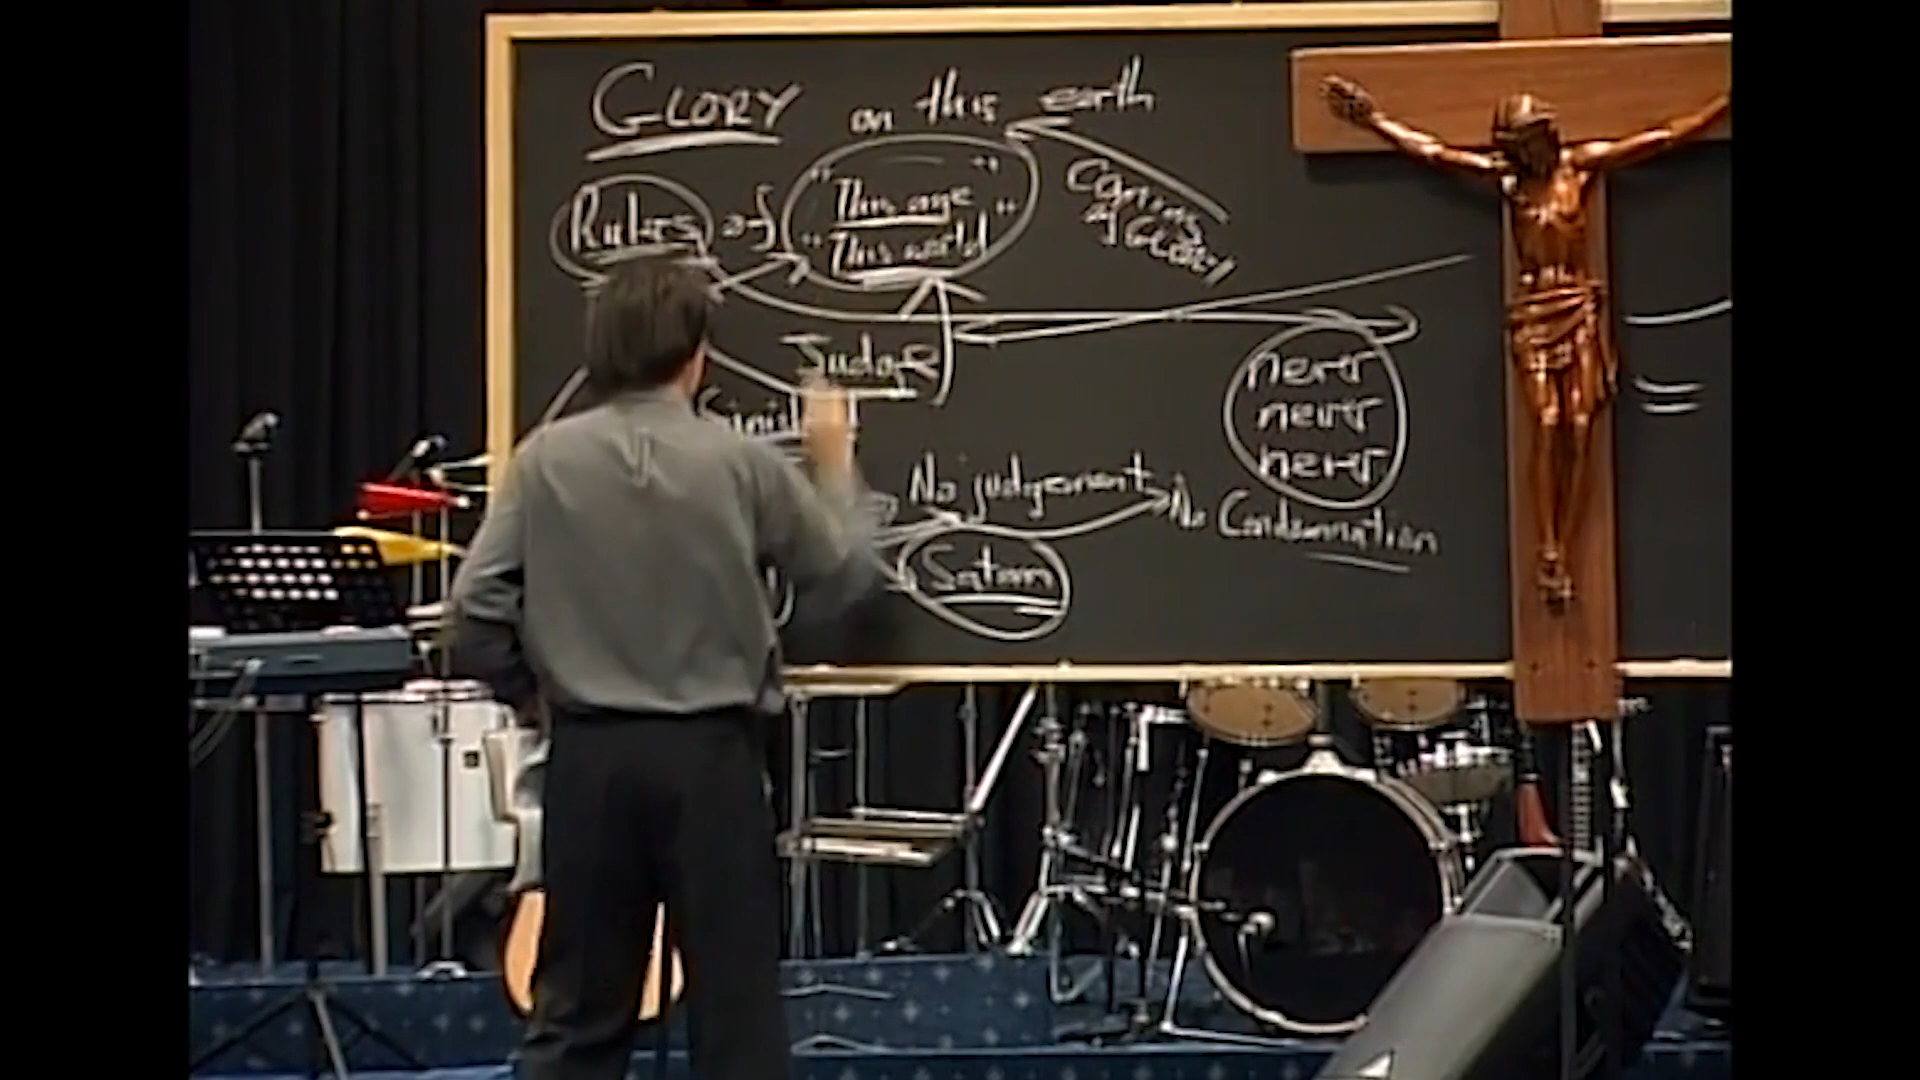 GLORY on this earth
Rulers of "This age"
"This world"
Coming
of Glory
Judge
never
never
never
No judgement
No Condemnation
Satan